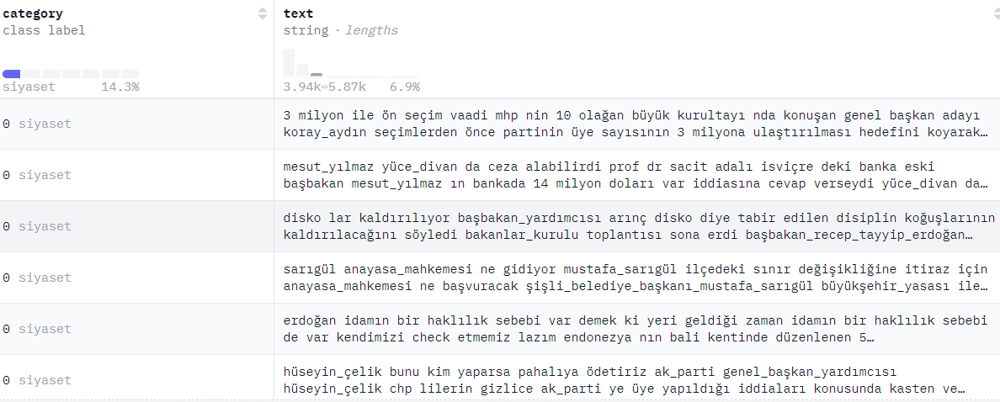 category
class label
siyaset 14.3%
text
string · lengths
3.94k↔5.87k 6.9%
0 siyaset
3 milyon ile ön seçim vaadi mhp nin 10 olağan büyük kurultayı nda konuşan genel başkan adayı
koray_aydın seçimlerden önce partinin üye sayısının 3 milyona ulaştırılması hedefini koyarak…
0 siyaset
mesut_yılmaz yüce_divan da ceza alabilirdi prof dr sacit adalı isviçre deki banka eski
başbakan mesut_yılmaz ın bankada 14 milyon doları var iddiasına cevap verseydi yüce_divan da…
0 siyaset
disko lar kaldırılıyor başbakan_yardımcısı arınç disko diye tabir edilen disiplin koğuşlarının
kaldırılacağını söyledi bakanlar_kurulu toplantısı sona erdi başbakan_recep_tayyip_erdoğan…
0 siyaset
sarıgül anayasa_mahkemesi ne gidiyor mustafa_sarıgül ilçedeki sınır değişikliğine itiraz için
anayasa_mahkemesi ne başvuracak şişli_belediye_başkanı_mustafa_sarıgül büyükşehir_yasası ile…
0 siyaset
erdoğan idamın bir haklılık sebebi var demek ki yeri geldiği zaman idamın bir haklılık sebebi
de var kendimizi check etmemiz lazım endonezya nın bali kentinde düzenlenen 5…
0 siyaset
hüseyin_çelik bunu kim yaparsa pahalıya ödetiriz ak_parti genel_başkan_yardımcısı
hüseyin_çelik chp lilerin gizlice ak_parti ye üye yapıldığı iddiaları konusunda kasten ve…